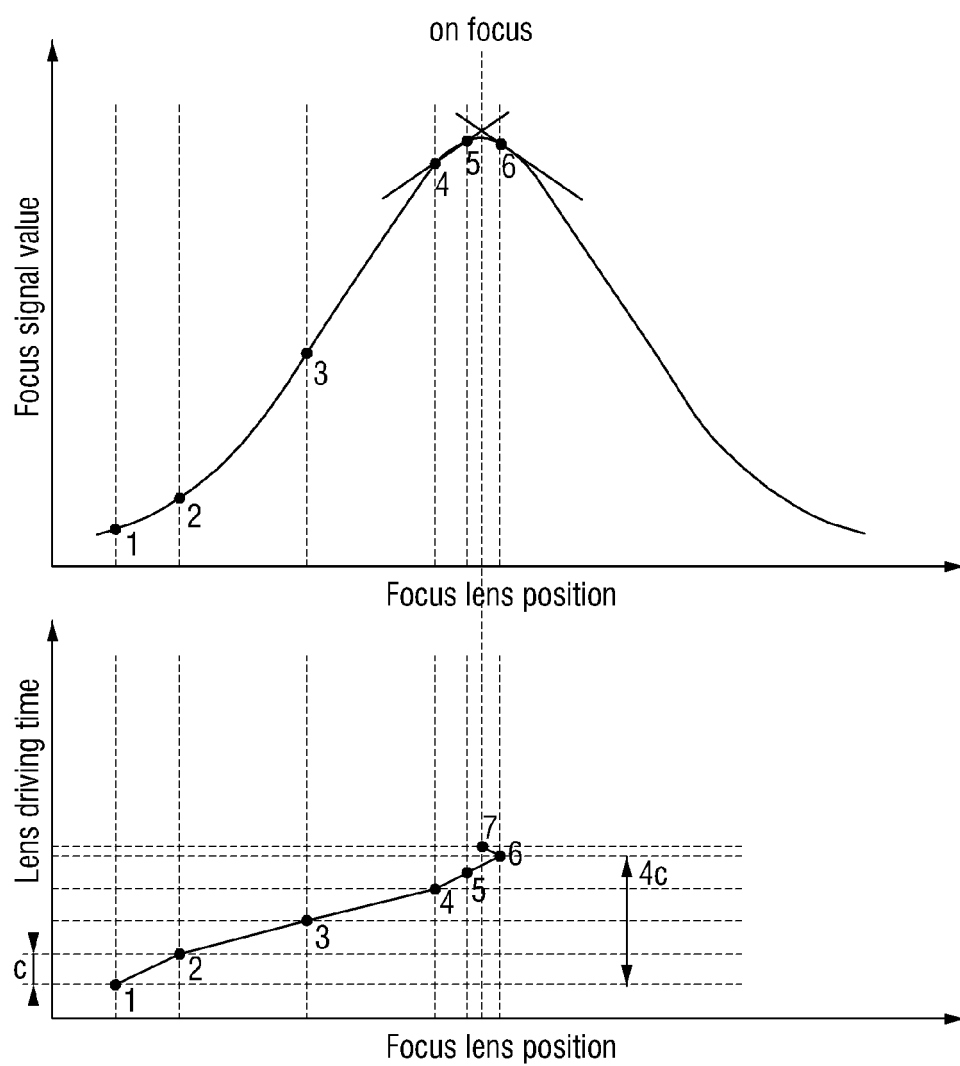 on focus
Focus signal value
1
2
3
4
5
6
Focus lens position
Lens driving time
7
6
5
4
3
2
1
4c
c
Focus lens position